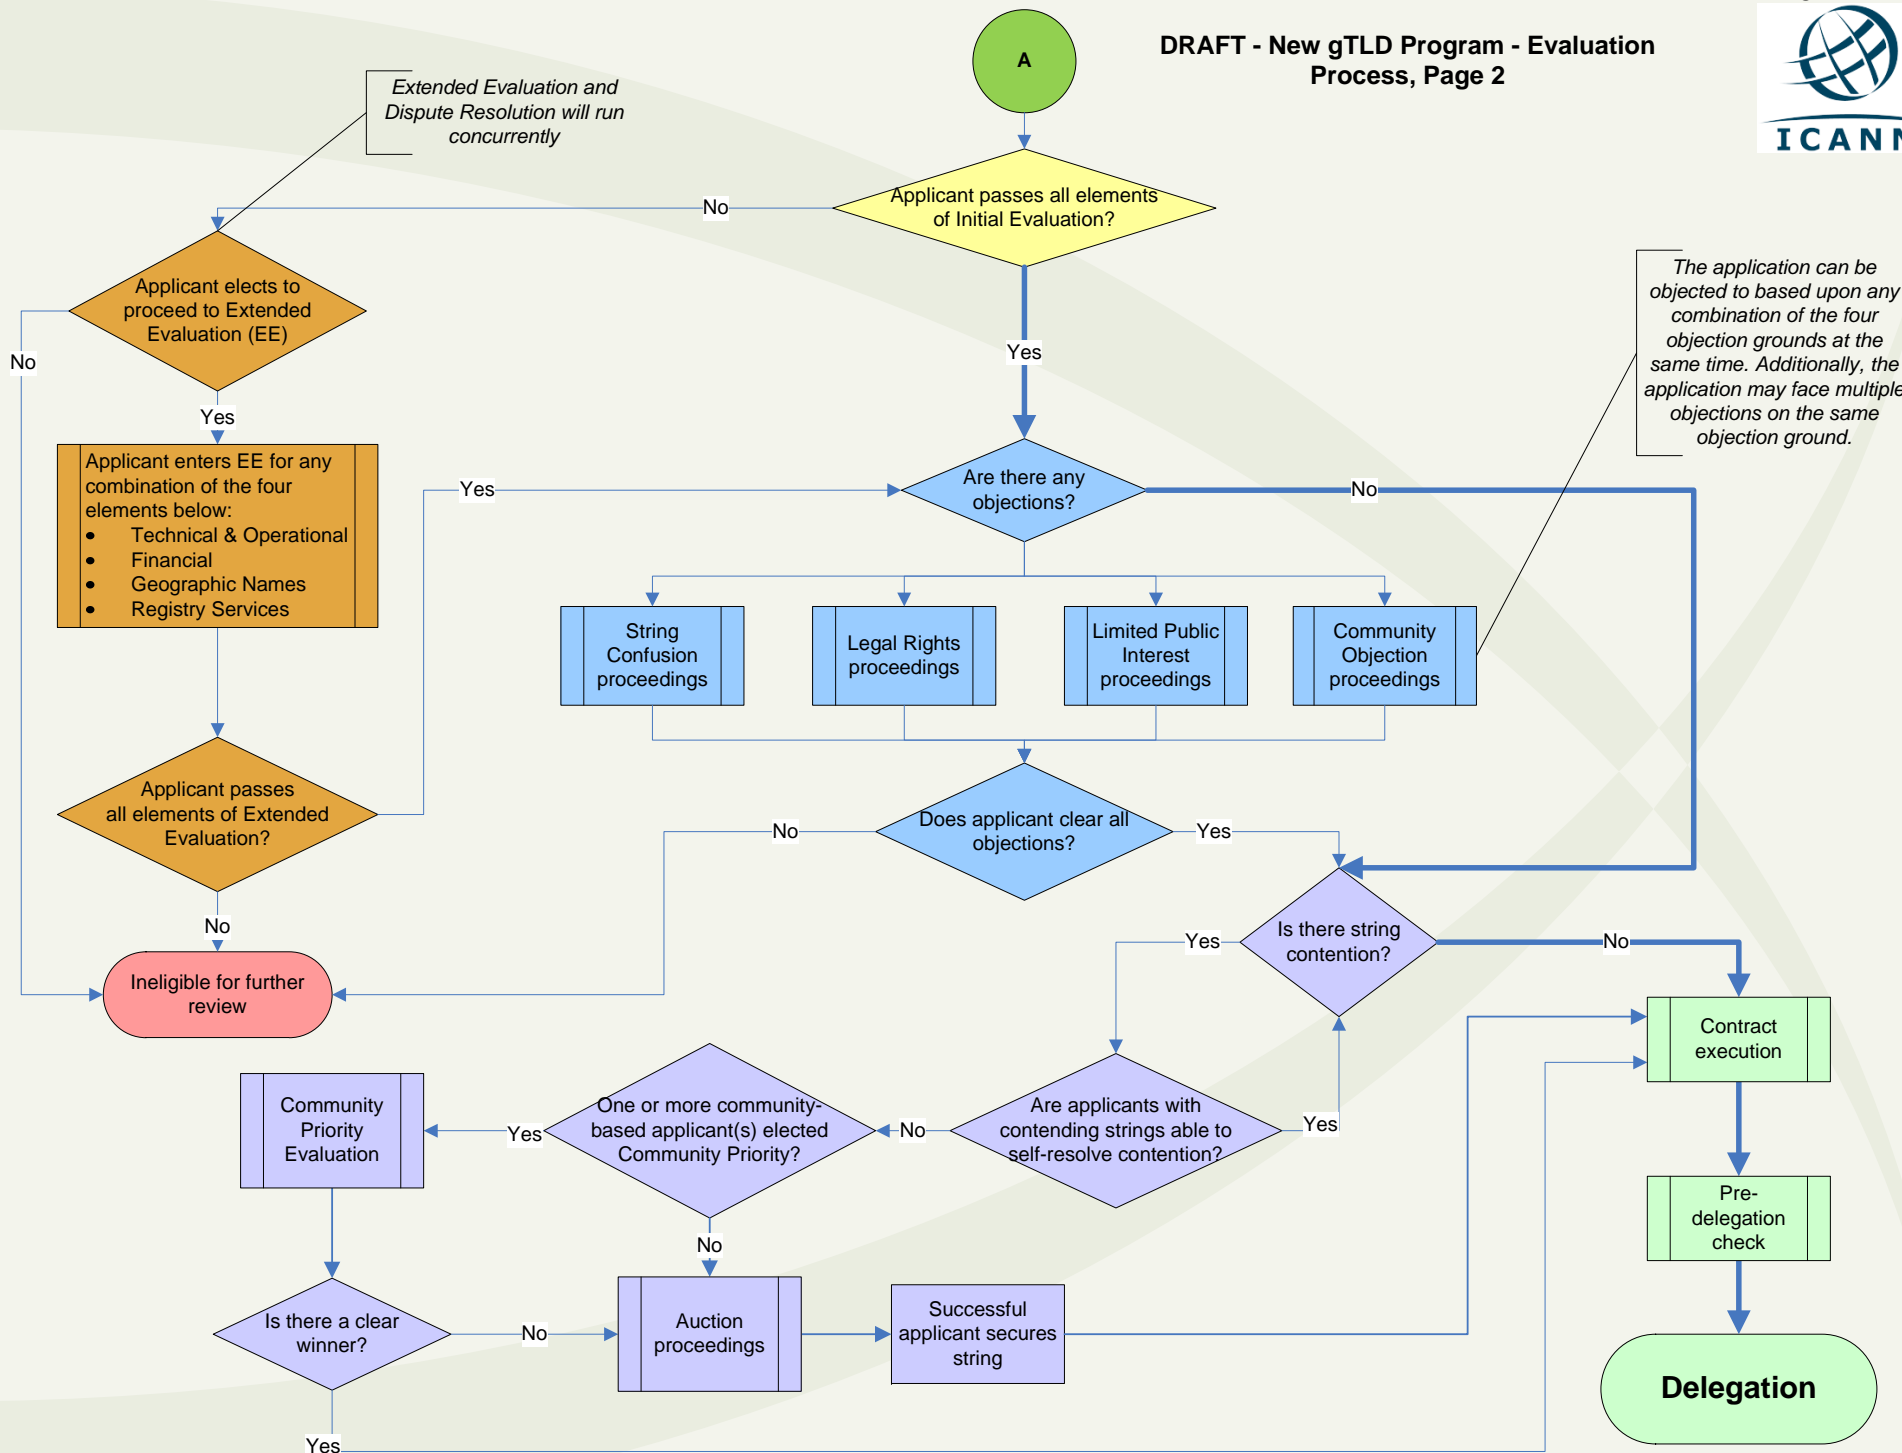 A
DRAFT - New gTLD Program - Evaluation
Process, Page 2
ICANN
Extended Evaluation and
Dispute Resolution will run
concurrently
Applicant passes all elements
of Initial Evaluation?
No
Yes
Applicant elects to
proceed to Extended
Evaluation (EE)
No
Yes
The application can be
objected to based upon any
combination of the four
objection grounds at the
same time. Additionally, the
application may face multiple
objections on the same
objection ground.
Applicant enters EE for any
combination of the four
elements below:
• Technical & Operational
• Financial
• Geographic Names
• Registry Services
Yes
Are there any
objections?
No
String
Confusion
proceedings
Legal Rights
proceedings
Limited Public
Interest
proceedings
Community
Objection
proceedings
Applicant passes
all elements of Extended
Evaluation?
No
Does applicant clear all
objections?
No
Yes
Ineligible for further
review
Is there string
contention?
Yes
No
Contract
execution
Community
Priority
Evaluation
Yes
One or more community-
based applicant(s) elected
Community Priority?
No
Are applicants with
contending strings able to
self-resolve contention?
Yes
No
Pre-
delegation
check
Is there a clear
winner?
No
Auction
proceedings
Successful
applicant secures
string
Delegation
Yes